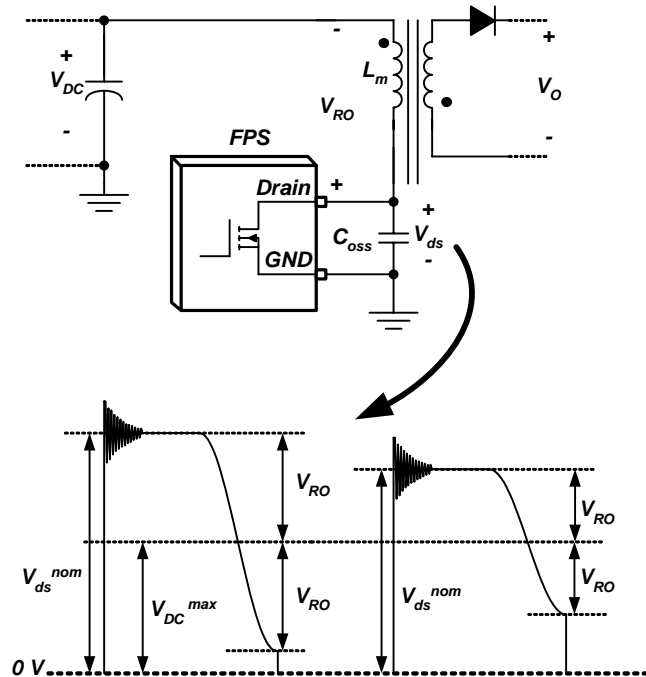 -
+
V_DC
-
L_m
V_RO
+
V_O
-
FPS
Drain
+
GND
C_oss
+
V_ds
-
V_RO
V_RO
V_ds^nom
V_DC^max
V_RO
V_ds^nom
V_RO
0 V